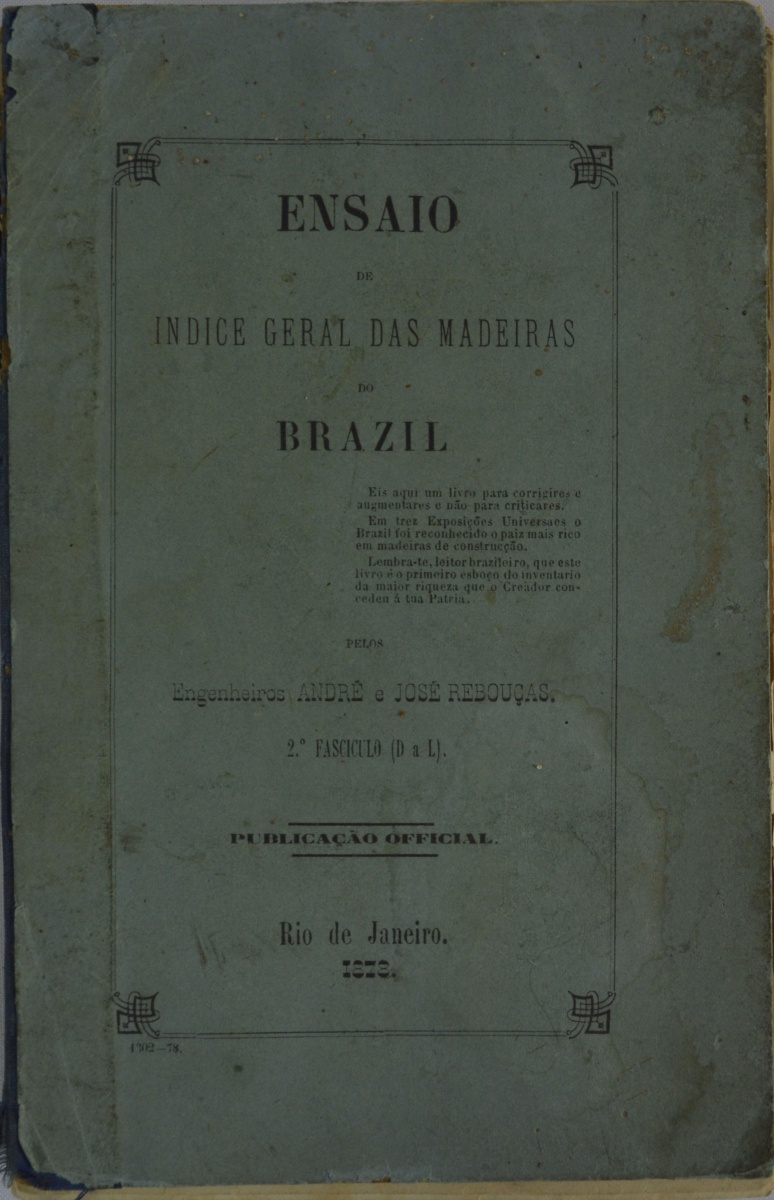 ENSAIO
DE
INDICE GERAL DAS MADEIRAS
DO
BRAZIL
Eis aqui um livro para corrigires e
augmentares e não para criticares.
Em trez Exposições Universaes o
Brazil foi reconhecido o paiz mais rico
em madeiras de construcção.
Lembra-te, leitor brazileiro, que este
livro é o primeiro esboço do inventario
da maior riqueza que o Creador con-
cedeu á tua Patria.
PELOS
Engenheiros ANDRÉ e JOSÉ REBOUÇAS.
2.º FASCICULO (D a L).
PUBLICAÇÃO OFFICIAL.
Rio de Janeiro.
1878.
1302—78.